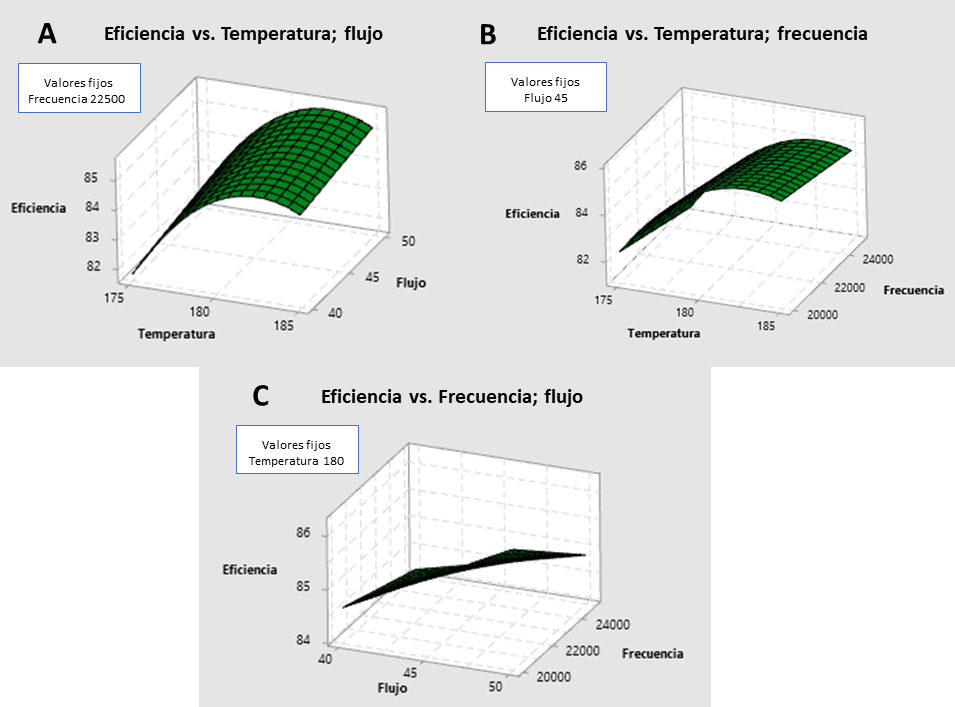 A
Eficiencia vs. Temperatura; flujo
Valores fijos
Frecuencia 22500
85
84
83
82
Eficiencia
175
180
185
Temperatura
50
45
40
Flujo
B
Eficiencia vs. Temperatura; frecuencia
Valores fijos
Flujo 45
86
84
82
Eficiencia
175
180
185
Temperatura
24000
22000
20000
Frecuencia
C
Eficiencia vs. Frecuencia; flujo
Valores fijos
Temperatura 180
86
85
84
Eficiencia
40
45
50
Flujo
24000
22000
20000
Frecuencia